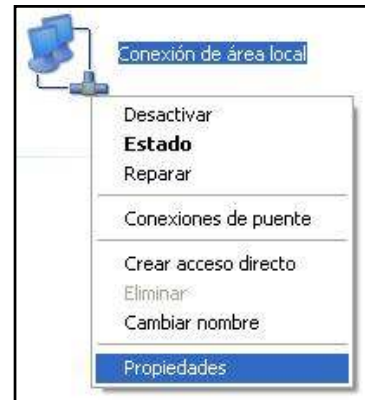 Conexión de área local
Desactivar
Estado
Reparar
Conexiones de puente
Crear acceso directo
Eliminar
Cambiar nombre
Propiedades